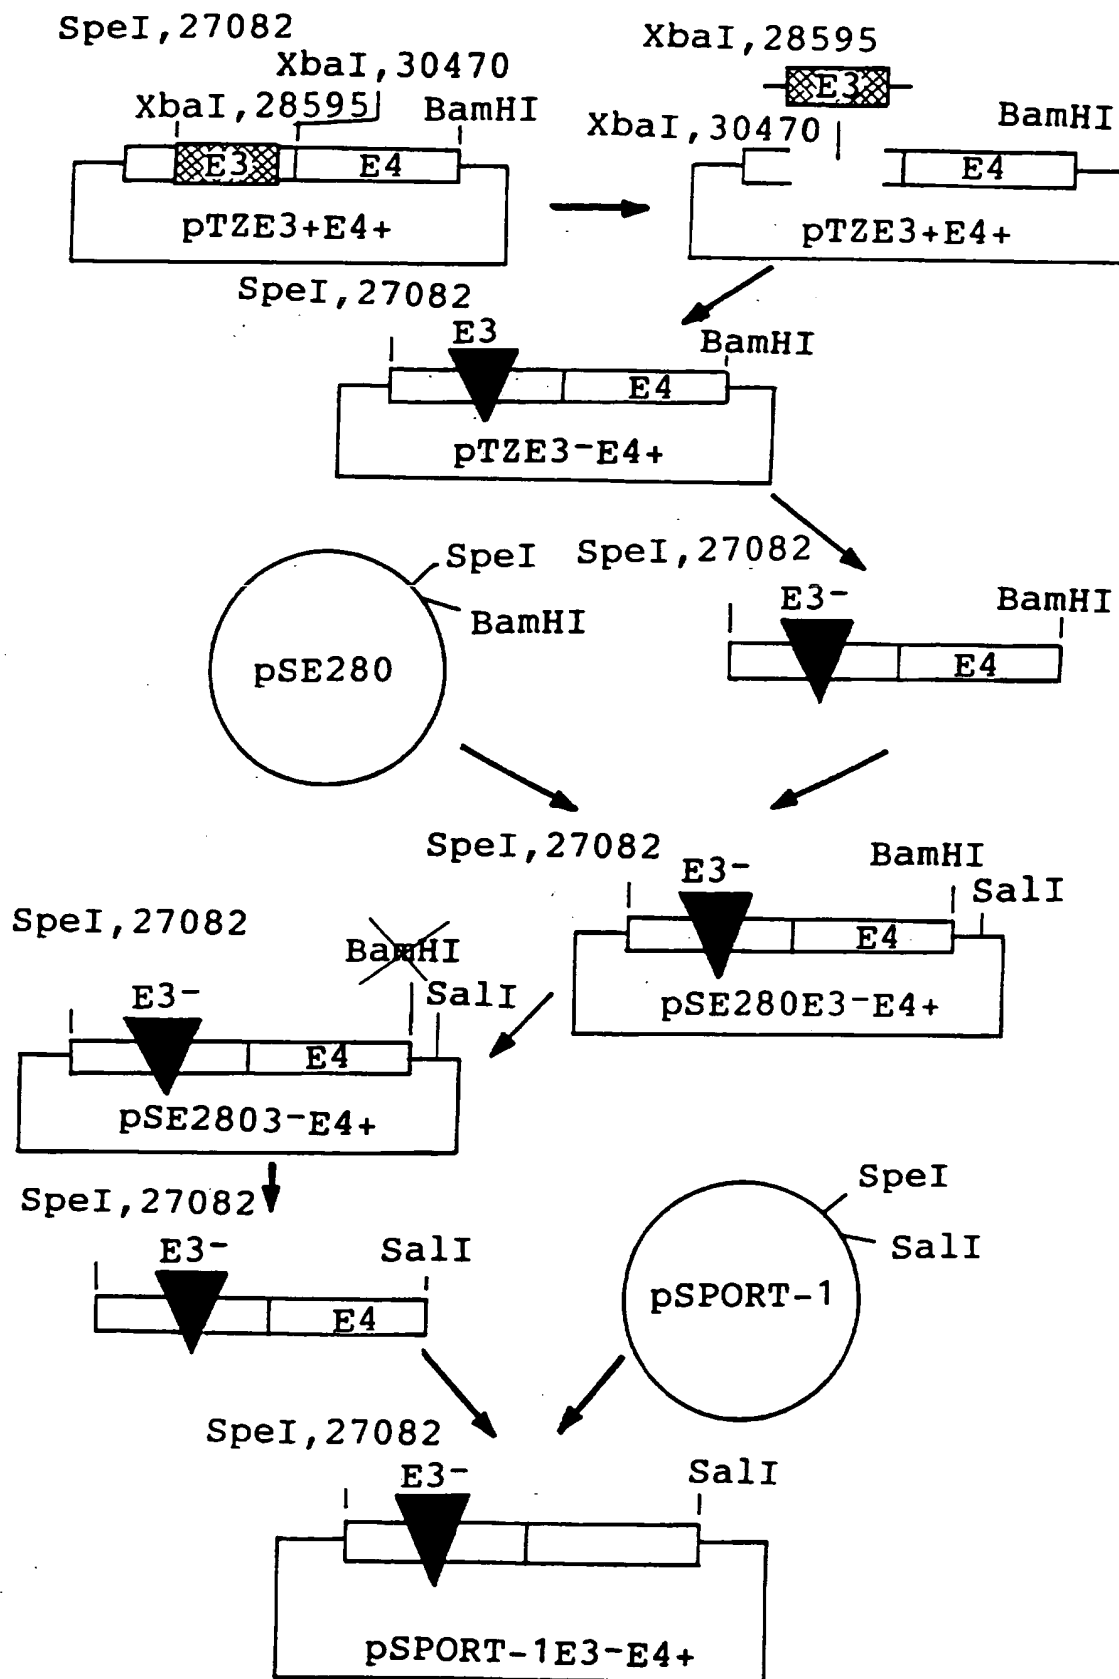 SpeI,27082
XbaI,30470
XbaI,28595
BamHI
E3
E4
pTZE3+E4+
XbaI,28595
E3
XbaI,30470
BamHI
E4
pTZE3+E4+
SpeI,27082
E3
BamHI
E4
pTZE3-E4+
SpeI
BamHI
pSE280
SpeI,27082
E3-
BamHI
E4
SpeI,27082
E3-
BamHI
SalI
E4
pSE280E3-E4+
SpeI,27082
BamHI
SalI
E3-
E4
pSE2803-E4+
SpeI,27082
E3-
SalI
E4
SpeI
SalI
pSPORT-1
SpeI,27082
E3-
SalI
pSPORT-1E3-E4+